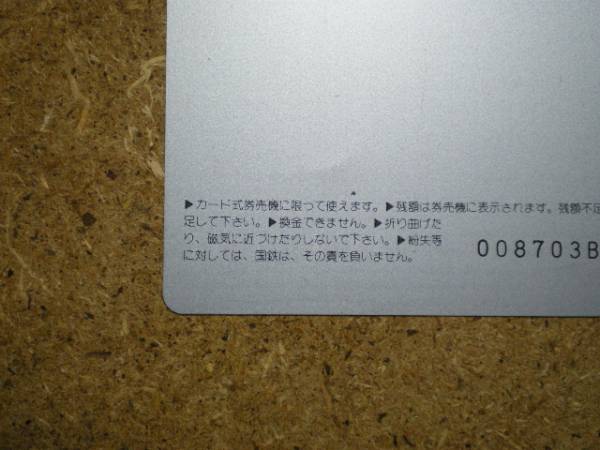 ▶カード式券売機に限って使えます。▶残額は券売機に表示されます。残額不足
足して下さい。▶換金できません。▶折り曲げた
り、磁気に近づけたりしないで下さい。▶紛失等
に対しては、国鉄は、その責を負いません。
008703B